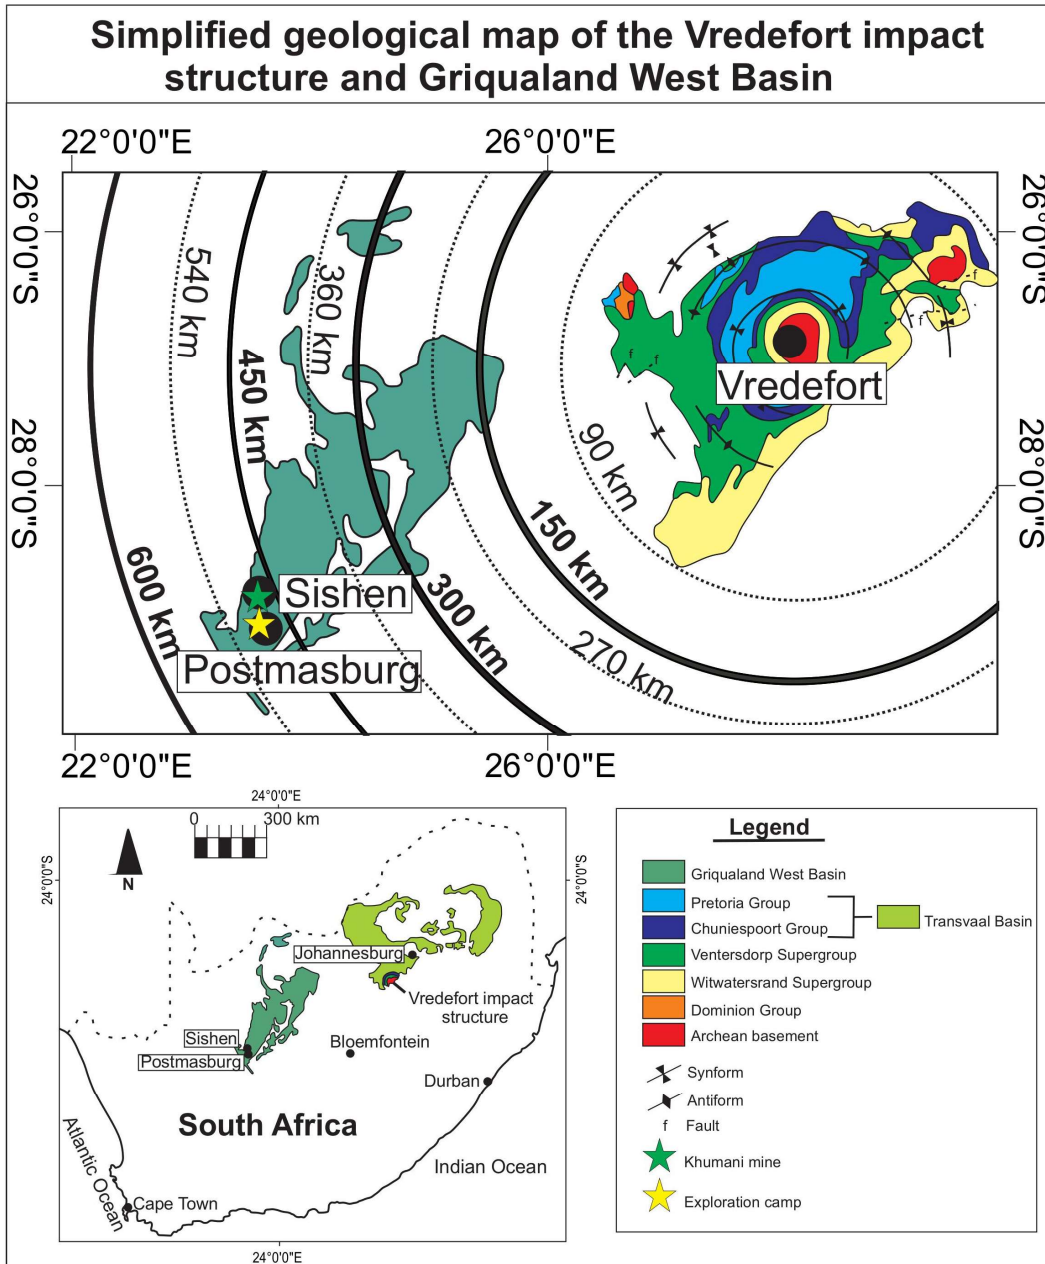 Simplified geological map of the Vredefort impact
structure and Griqualand West Basin
22°0'0"E
26°0'0"E
26°0'0"S
26°0'0"S
540 km
360 km
450 km
f
f
f
f
f
f
Vredefort
90 km
28°0'0"S
28°0'0"S
150 km
600 km
Sishen
300 km
270 km
Postmasburg
22°0'0"E
26°0'0"E
24°0'0"E
0
300 km
N
24°0'0"S
24°0'0"S
Johannesburg
Vredefort impact
structure
Sishen
Bloemfontein
Postmasburg
Durban
South Africa
Atlantic Ocean
Indian Ocean
Cape Town
24°0'0"E
Legend
Griqualand West Basin
Pretoria Group
Transvaal Basin
Chuniespoort Group
Ventersdorp Supergroup
Witwatersrand Supergroup
Dominion Group
Archean basement
Synform
Antiform
f Fault
Khumani mine
Exploration camp